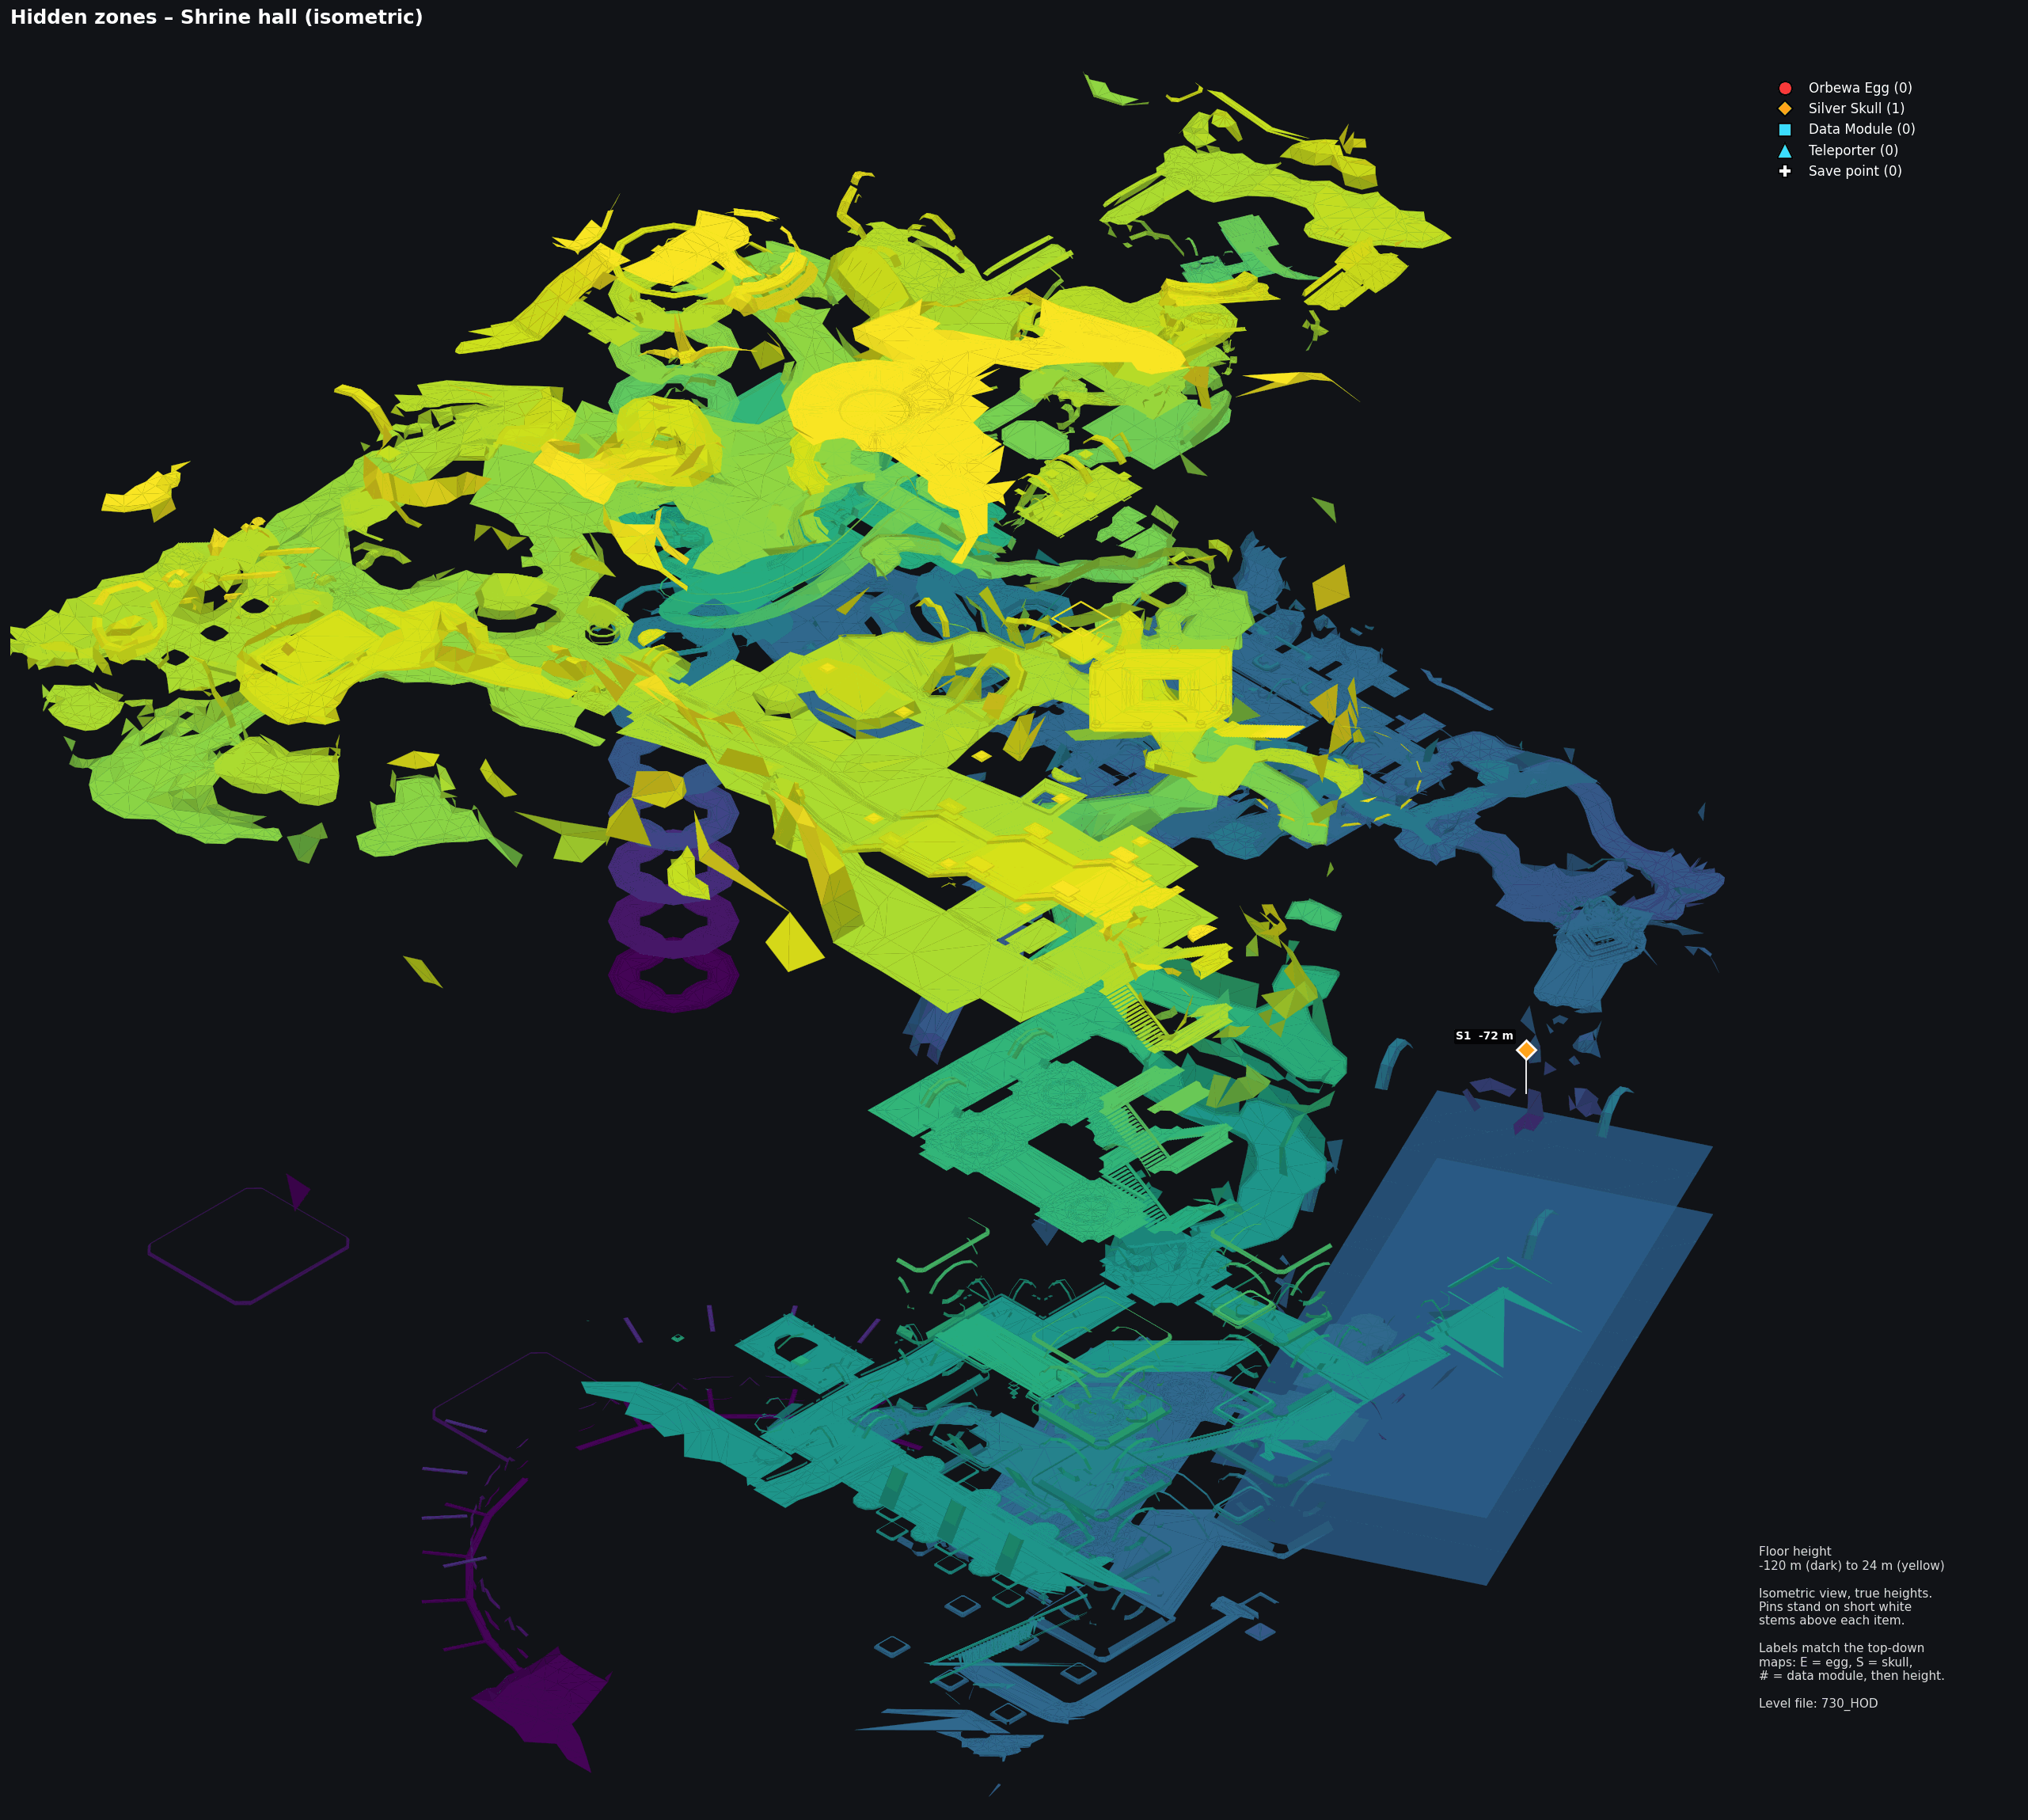 Hidden zones – Shrine hall (isometric)
Orbewa Egg (0)
Silver Skull (1)
Data Module (0)
Teleporter (0)
Save point (0)
S1 -72 m
Floor height
-120 m (dark) to 24 m (yellow)
Isometric view, true heights.
Pins stand on short white
stems above each item.
Labels match the top-down
maps: E = egg, S = skull,
# = data module, then height.
Level file: 730_HOD